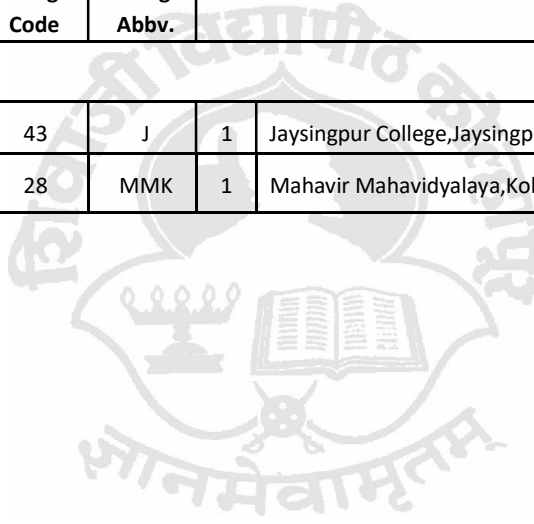 Code Abbv.
शिवाजी विद्यापीठ कोल्हापूर
43 J 1 Jaysingpur College,Jaysingp
28 MMK 1 Mahavir Mahavidyalaya,Kol
ज्ञानमेवामृतम्